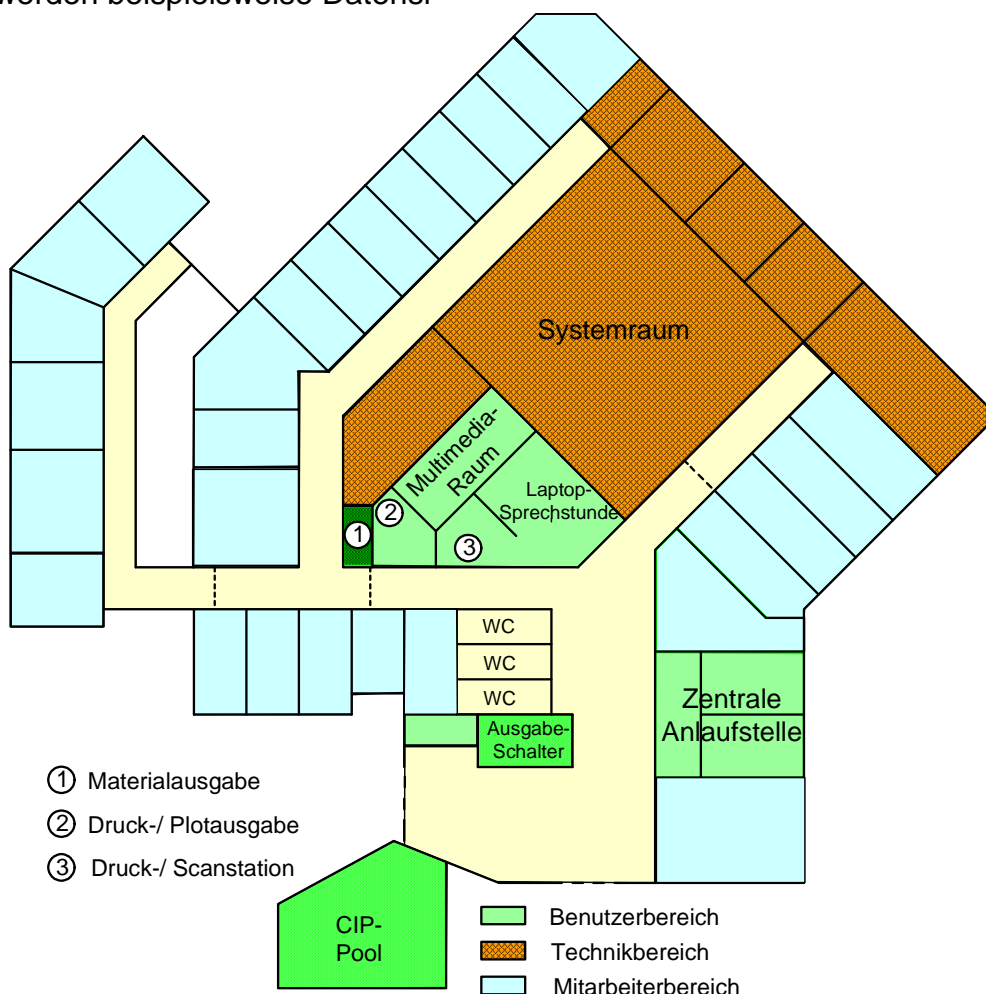 werden beispielsweise
Systemraum
Multimedia-
Raum
Laptop-
Sprechstunde
2
1
3
WC
WC
WC
Zentrale
Anlaufstelle
Ausgabe-
Schalter
1 Materialausgabe
2 Druck-/ Plotausgabe
3 Druck-/ Scanstation
CIP-
Pool
Benutzerbereich
Technikbereich
Mitarbeiterbereich